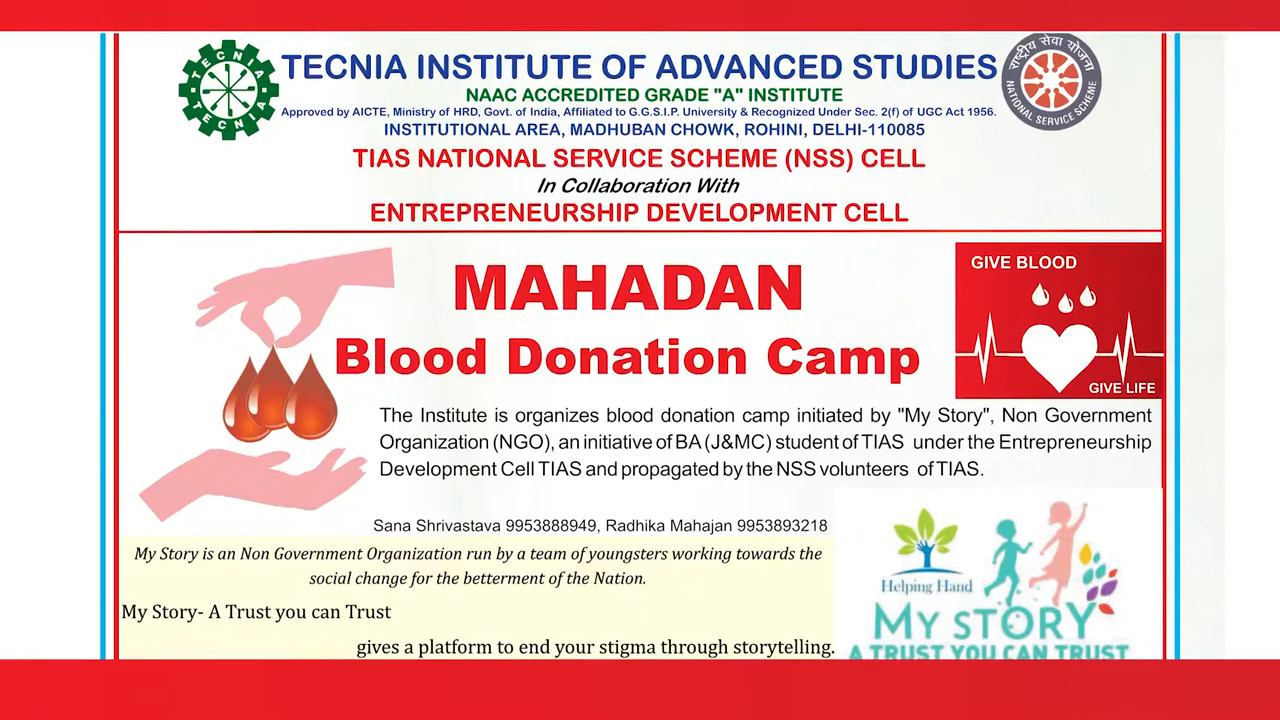 TECNIA
TECNIA
TECNIA INSTITUTE OF ADVANCED STUDIES
राष्ट्रीय सेवा योजना
NATIONAL SERVICE SCHEME
NAAC ACCREDITED GRADE "A" INSTITUTE
Approved by AICTE, Ministry of HRD, Govt. of India, Affiliated to G.G.S.I.P. University & Recognized Under Sec. 2(f) of UGC Act 1956.
INSTITUTIONAL AREA, MADHUBAN CHOWK, ROHINI, DELHI-110085
TIAS NATIONAL SERVICE SCHEME (NSS) CELL
In Collaboration With
ENTREPRENEURSHIP DEVELOPMENT CELL
MAHADAN
Blood Donation Camp
GIVE BLOOD
GIVE LIFE
The Institute is organizes blood donation camp initiated by "My Story", Non Government
Organization (NGO), an initiative of BA (J&MC) student of TIAS under the Entrepreneurship
Development Cell TIAS and propagated by the NSS volunteers of TIAS.
Sana Shrivastava 9953888949, Radhika Mahajan 9953893218
My Story is an Non Government Organization run by a team of youngsters working towards the
social change for the betterment of the Nation.
My Story- A Trust you can Trust
gives a platform to end your stigma through storytelling.
Helping Hand
MY STORY
A TRUST YOU CAN TRUST